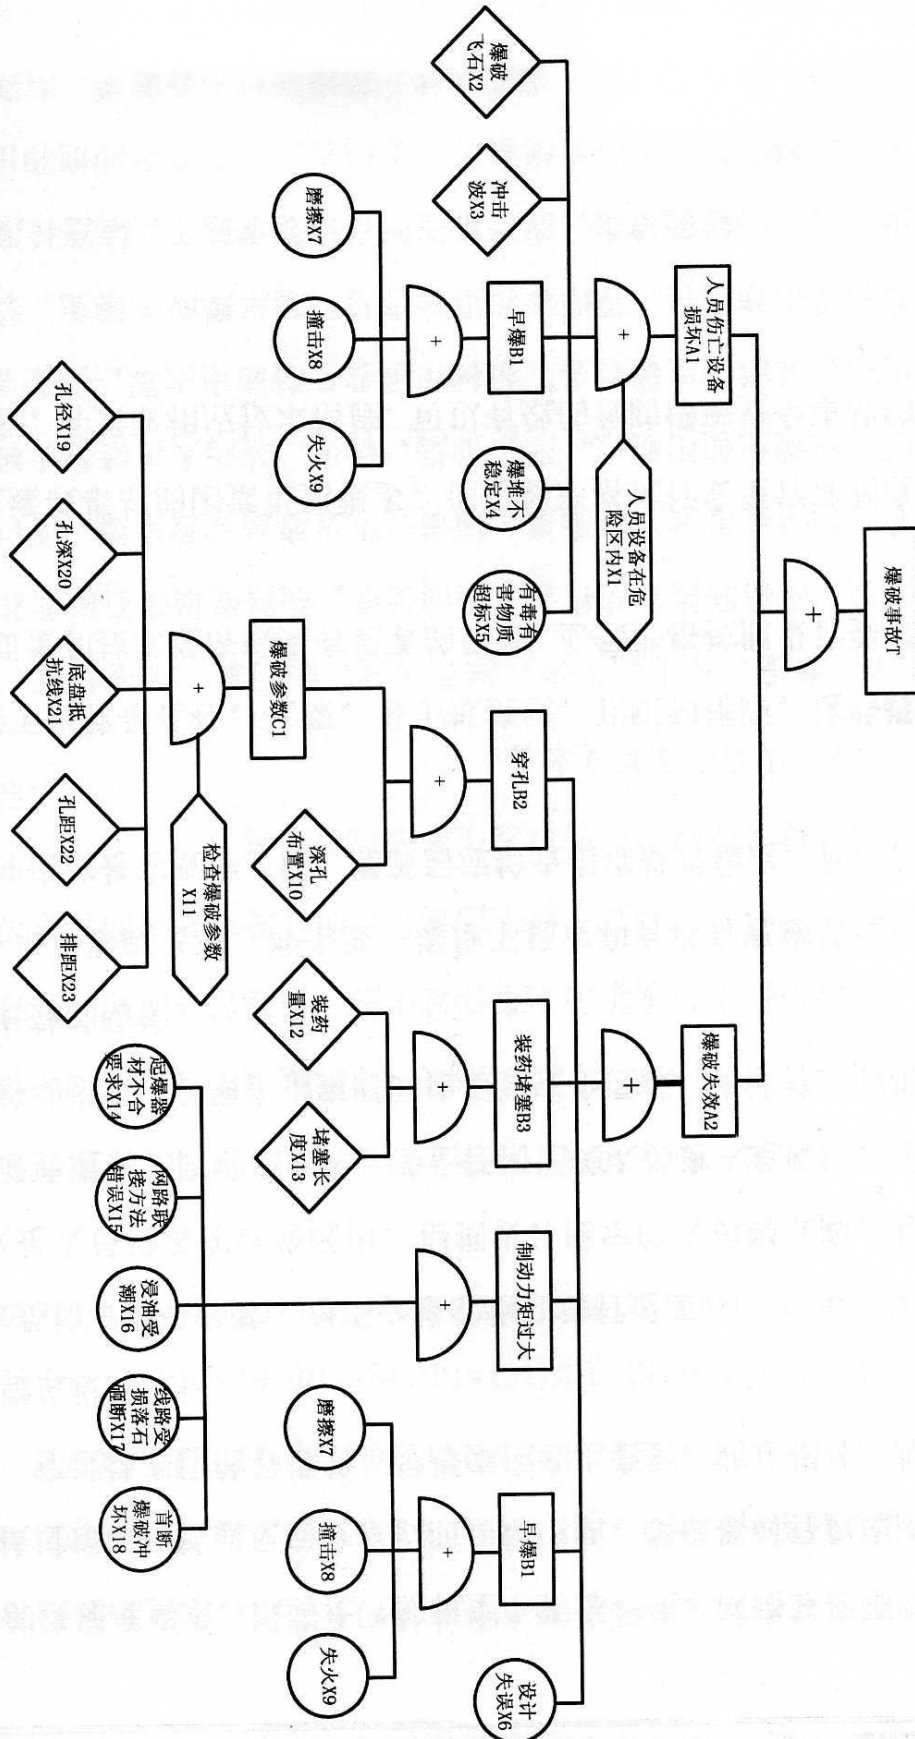 爆破事故T
人员伤亡设备
损坏A1
爆破失效A2
人员设备在危
险区内X1
爆破
飞石X2
冲击
波X3
早爆B1
爆堆不
稳定X4
有毒有
害物质
超标X5
穿孔B2
装药堵塞B3
制动力矩过大
早爆B1
设计
失误X6
磨擦X7
撞击X8
失火X9
爆破参数C1
深孔
布置X10
装药
量X12
堵塞长
度X13
磨擦X7
撞击X8
失火X9
检查爆破参数
X11
起爆器
材不合
要求X14
网路联
接方法
错误X15
浸油受
潮X16
线路受
损落石
砸断X17
首断
爆破冲
坏X18
孔径X19
孔深X20
底盘抵
抗线X21
孔距X22
排距X23